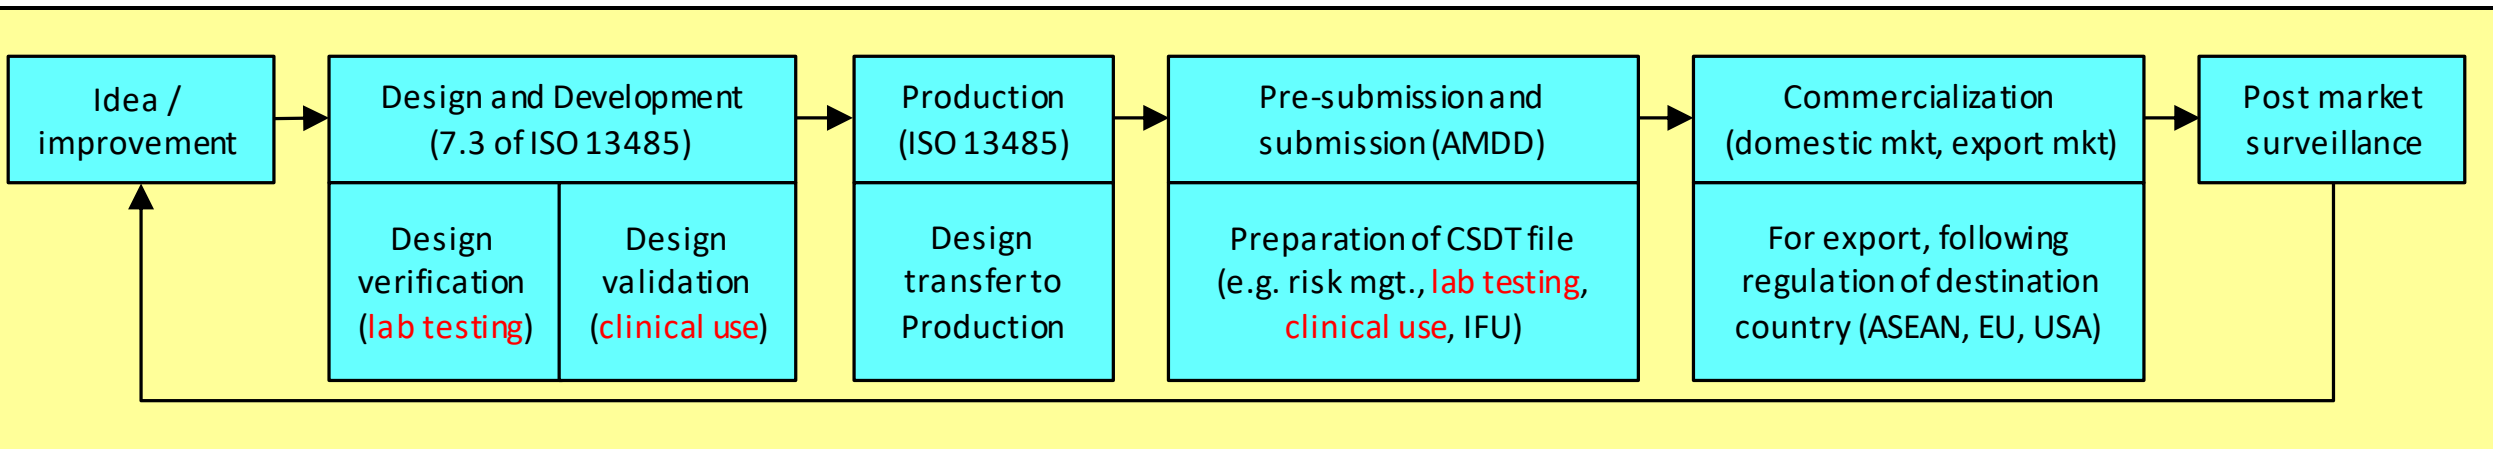 Idea /
improvement
Design and Development
(7.3 of ISO 13485)
Design
verification
(lab testing)
Design
validation
(clinical use)
Production
(ISO 13485)
Design
transfer to
Production
Pre-submission and
submission (AMDD)
Preparation of CSDT file
(e.g. risk mgt., lab testing,
clinical use, IFU)
Commercialization
(domestic mkt, export mkt)
For export, following
regulation of destination
country (ASEAN, EU, USA)
Post market
surveillance